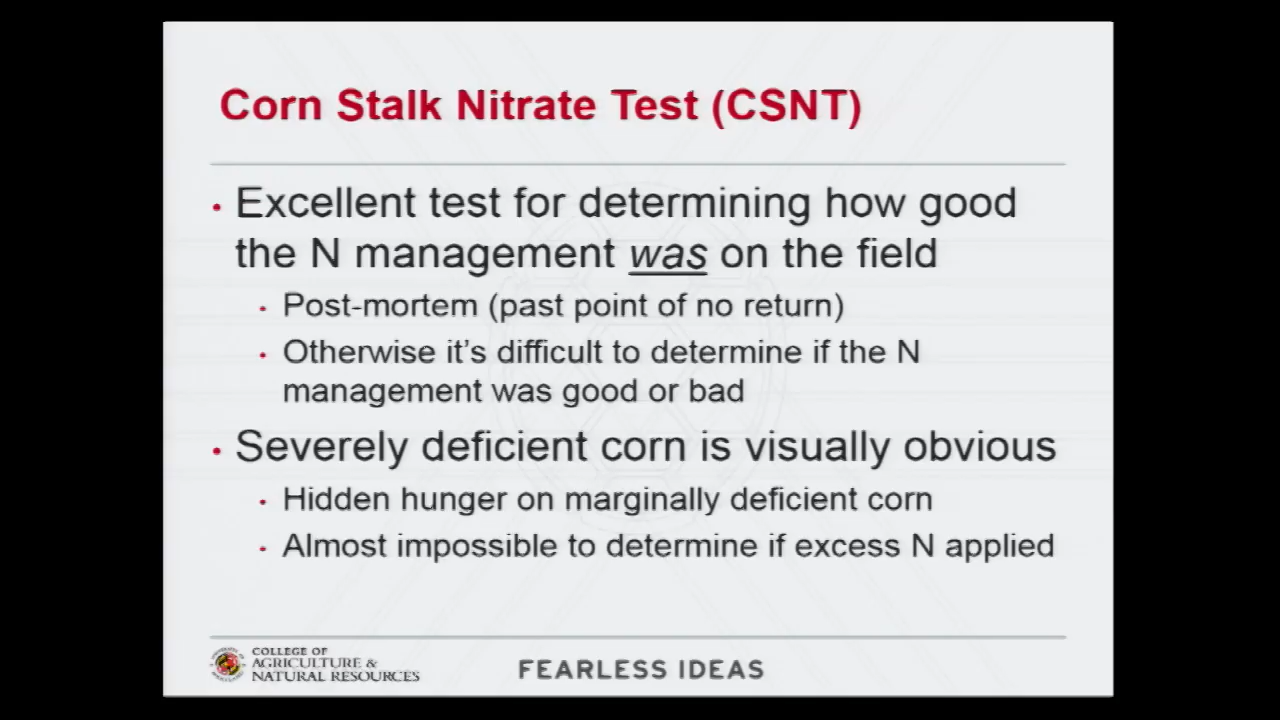 Corn Stalk Nitrate Test (CSNT)
• Excellent test for determining how good
the N management was on the field
• Post-mortem (past point of no return)
• Otherwise it's difficult to determine if the N
management was good or bad
• Severely deficient corn is visually obvious
• Hidden hunger on marginally deficient corn
• Almost impossible to determine if excess N applied
COLLEGE OF
AGRICULTURE &
NATURAL RESOURCES
FEARLESS IDEAS